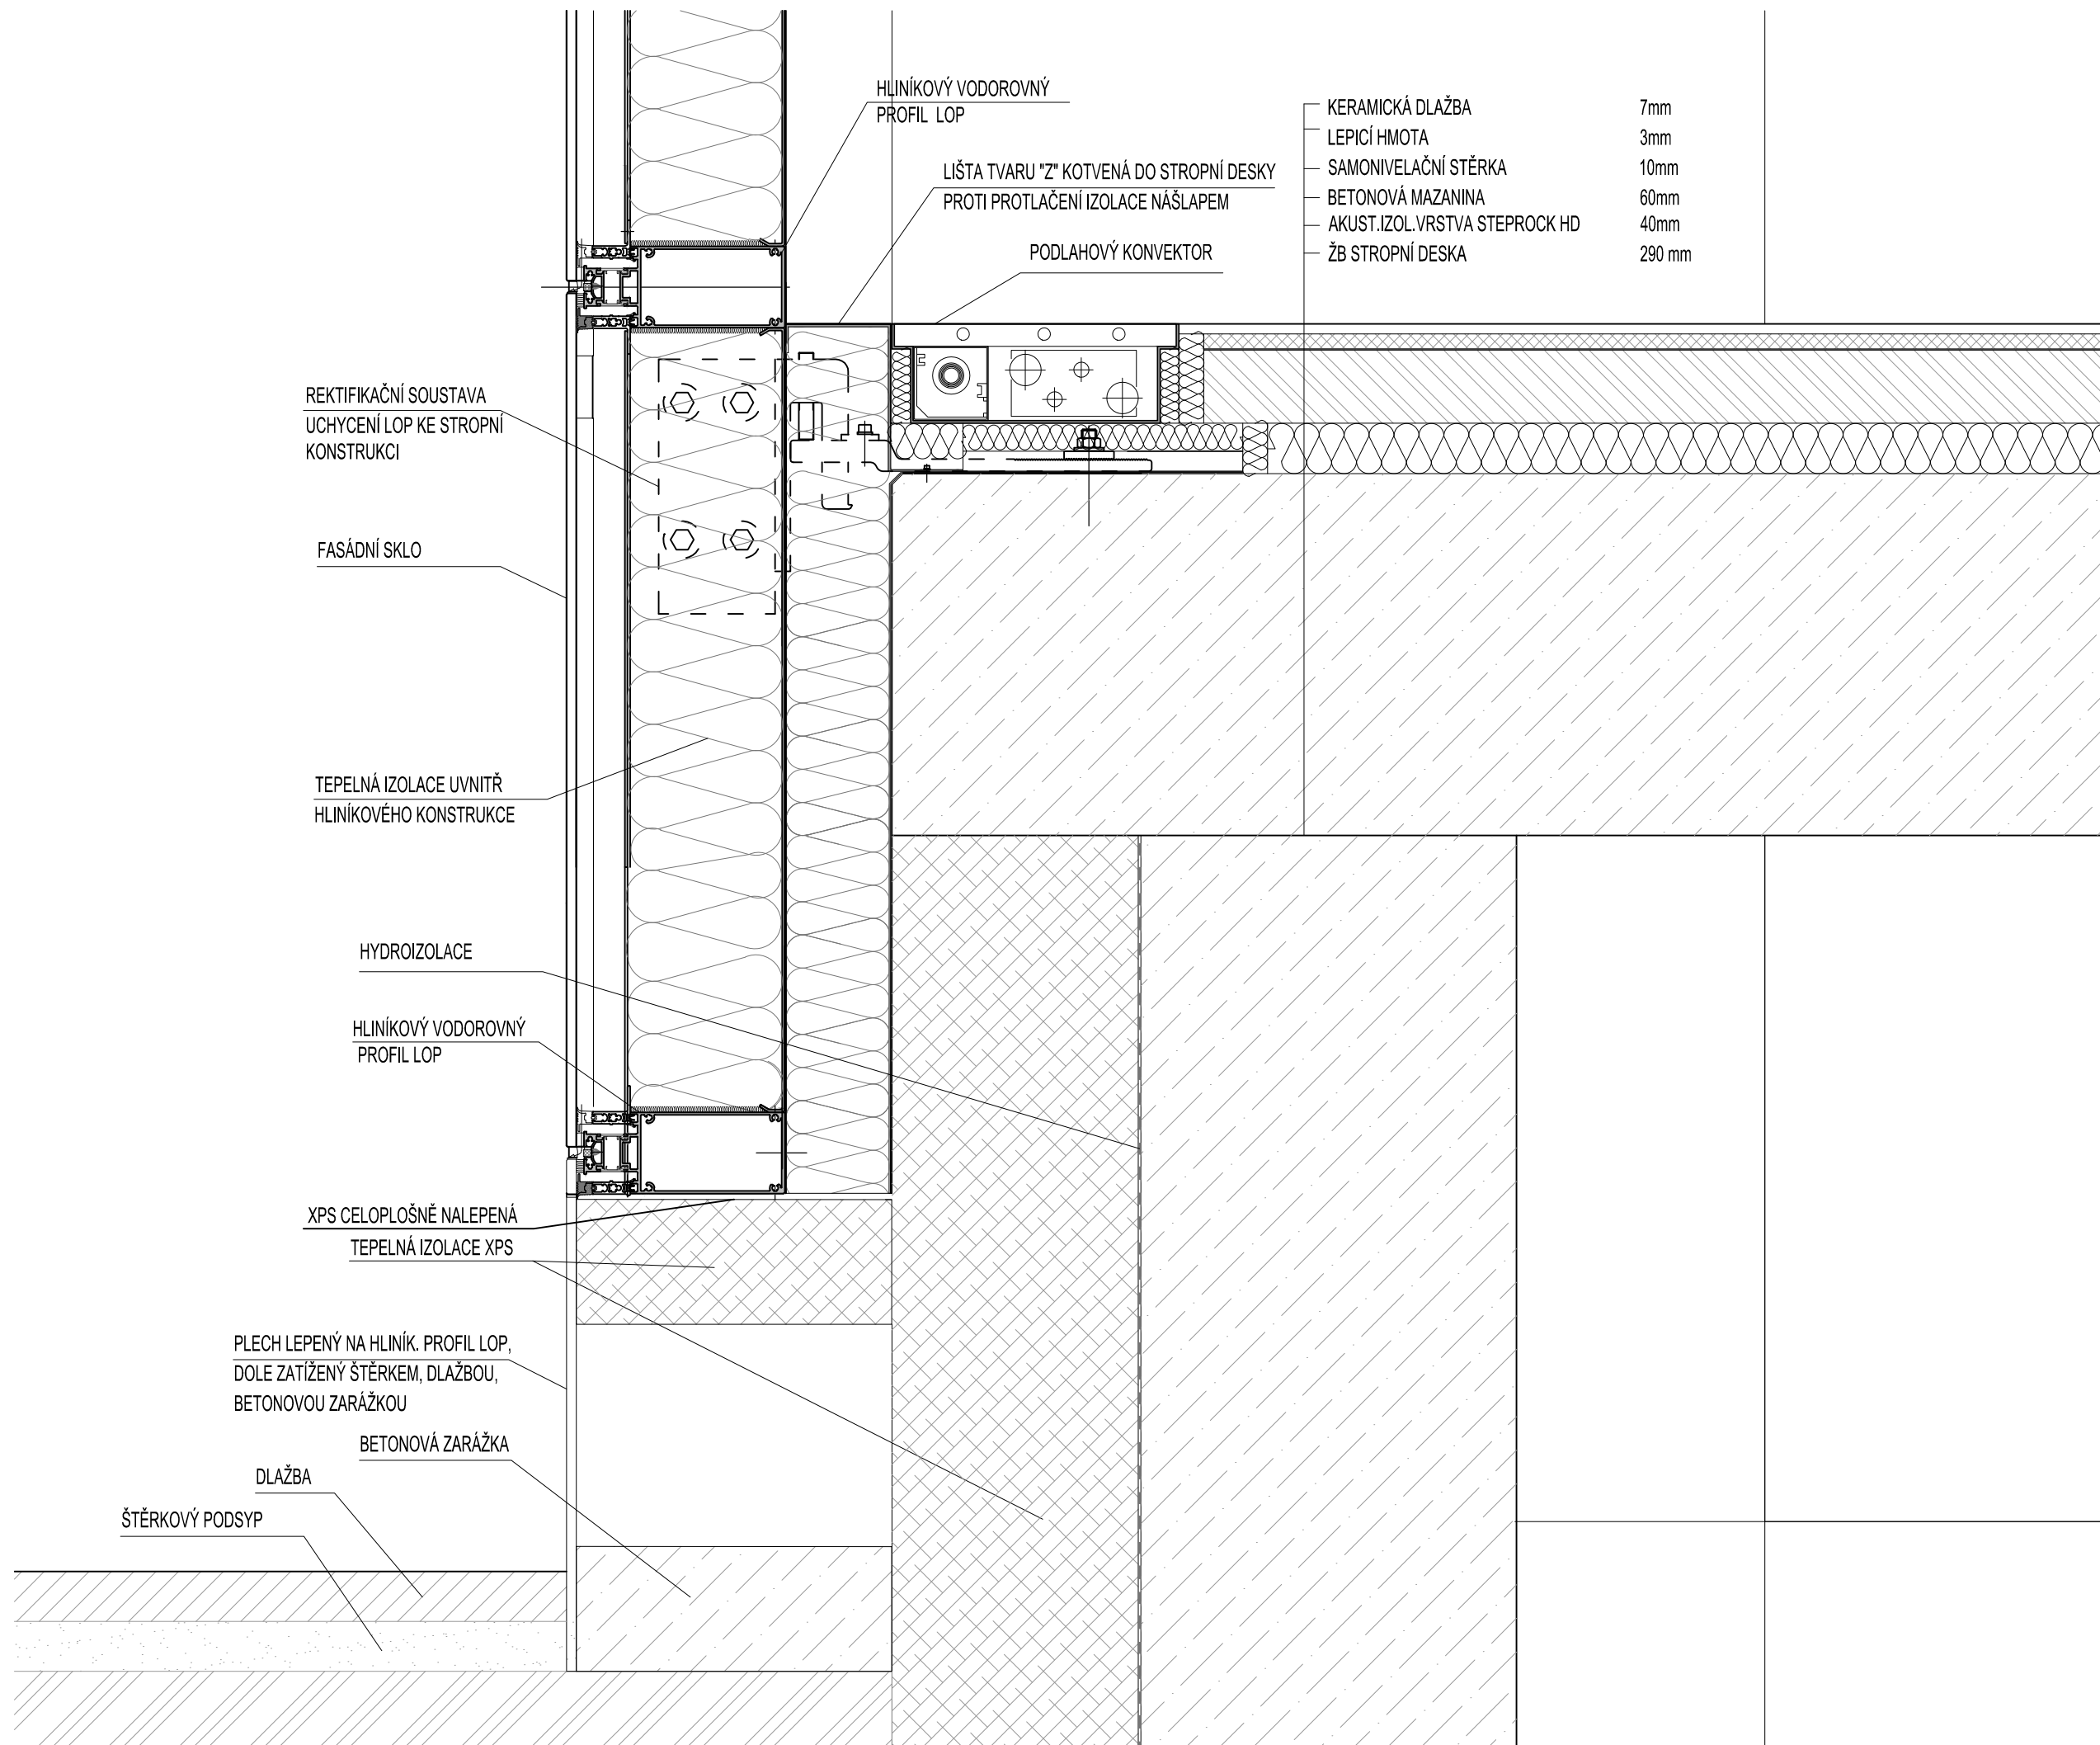 HLINÍKOVÝ VODOROVNÝ
PROFIL LOP
LIŠTA TVARU "Z" KOTVENÁ DO STROPNÍ DESKY
PROTI PROTLAČENÍ IZOLACE NÁŠLAPEM
PODLAHOVÝ KONVEKTOR
KERAMICKÁ DLAŽBA 7mm
LEPICÍ HMOTA 3mm
SAMONIVELAČNÍ STĚRKA 10mm
BETONOVÁ MAZANINA 60mm
AKUST.IZOL.VRSTVA STEPROCK HD 40mm
ŽB STROPNÍ DESKA 290 mm
REKTIFIKAČNÍ SOUSTAVA
UCHYCENÍ LOP KE STROPNÍ
KONSTRUKCI
FASÁDNÍ SKLO
TEPELNÁ IZOLACE UVNITŘ
HLINÍKOVÉHO KONSTRUKCE
HYDROIZOLACE
HLINÍKOVÝ VODOROVNÝ
PROFIL LOP
XPS CELOPLOŠNĚ NALEPENÁ
TEPELNÁ IZOLACE XPS
PLECH LEPENÝ NA HLINÍK. PROFIL LOP,
DOLE ZATÍŽENÝ ŠTĚRKEM, DLAŽBOU,
BETONOVOU ZARÁŽKOU
BETONOVÁ ZARÁŽKA
DLAŽBA
ŠTĚRKOVÝ PODSYP